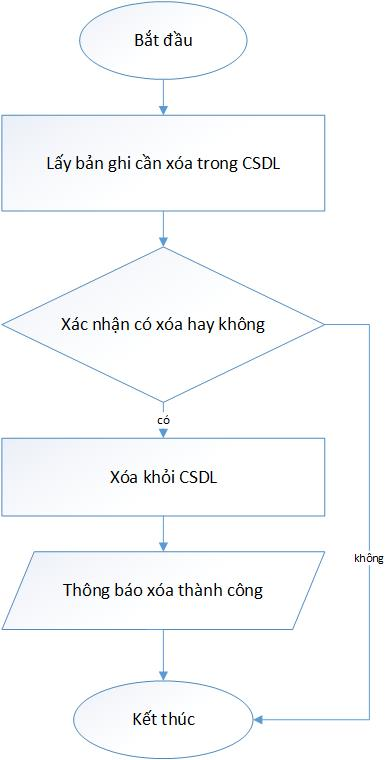 Bắt đầu
Lấy bản ghi cần xóa trong CSDL
Xác nhận có xóa hay không
có
Xóa khỏi CSDL
không
Thông báo xóa thành công
Kết thúc